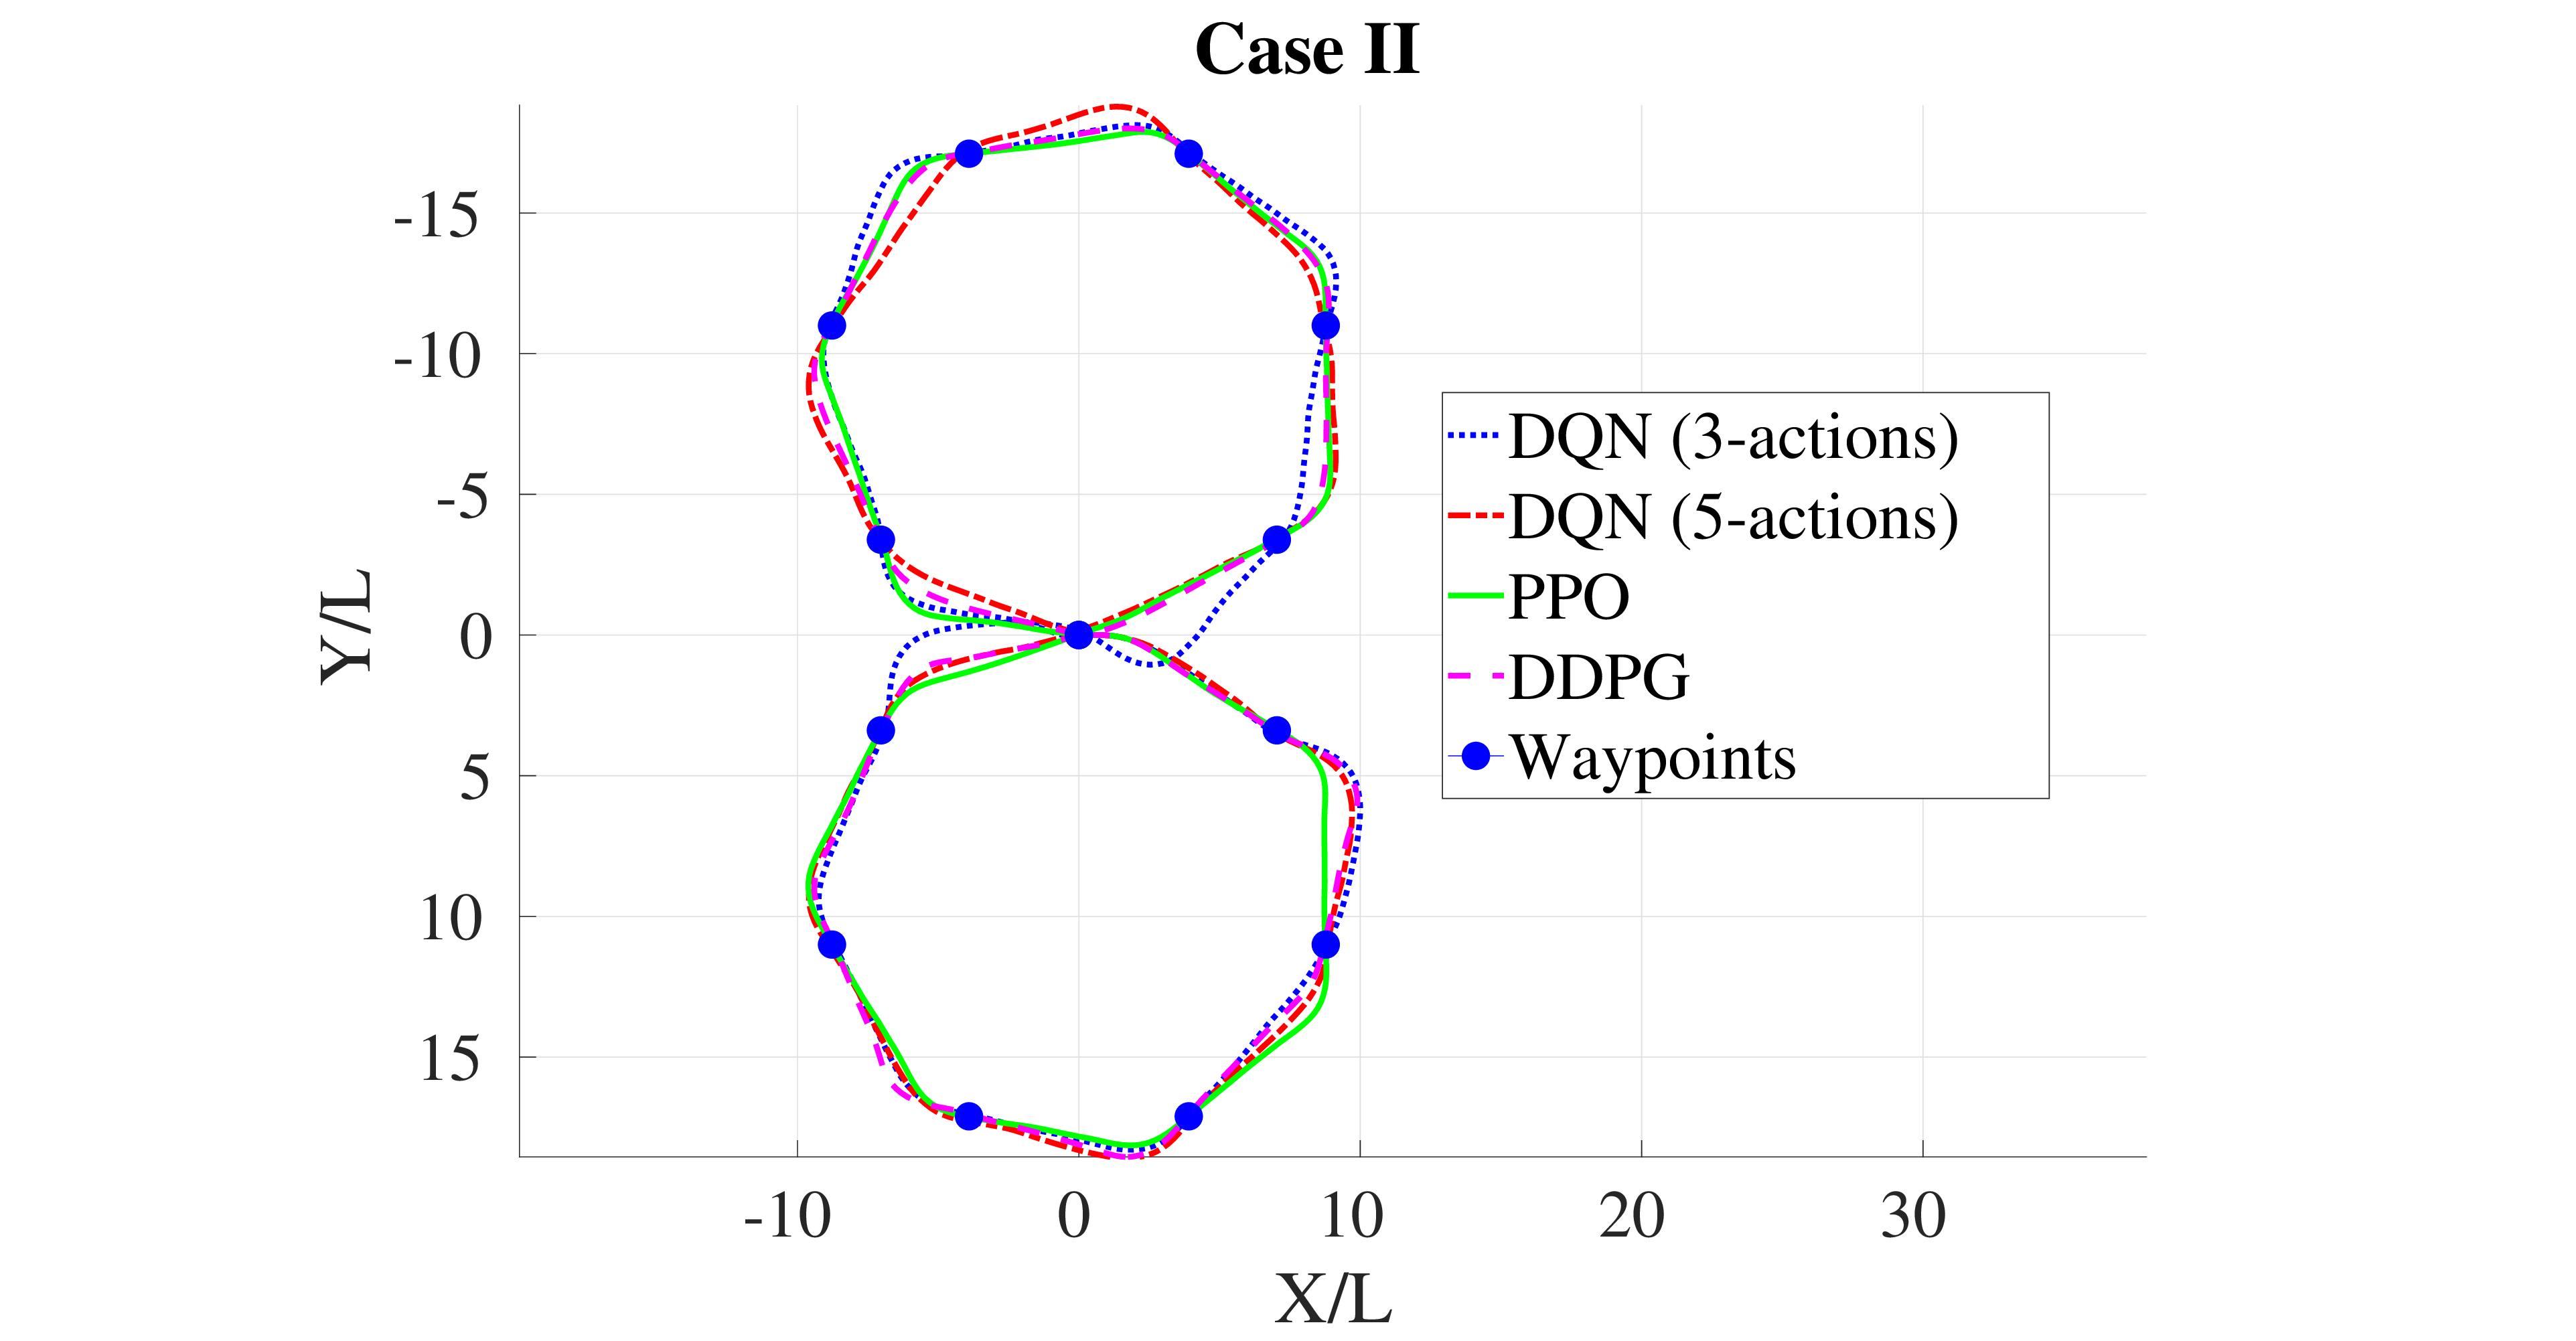 Case II
-15
-10
-5
0
5
10
15
Y/L
DQN (3-actions)
DQN (5-actions)
PPO
DDPG
Waypoints
-10 0 10 20 30
X/L